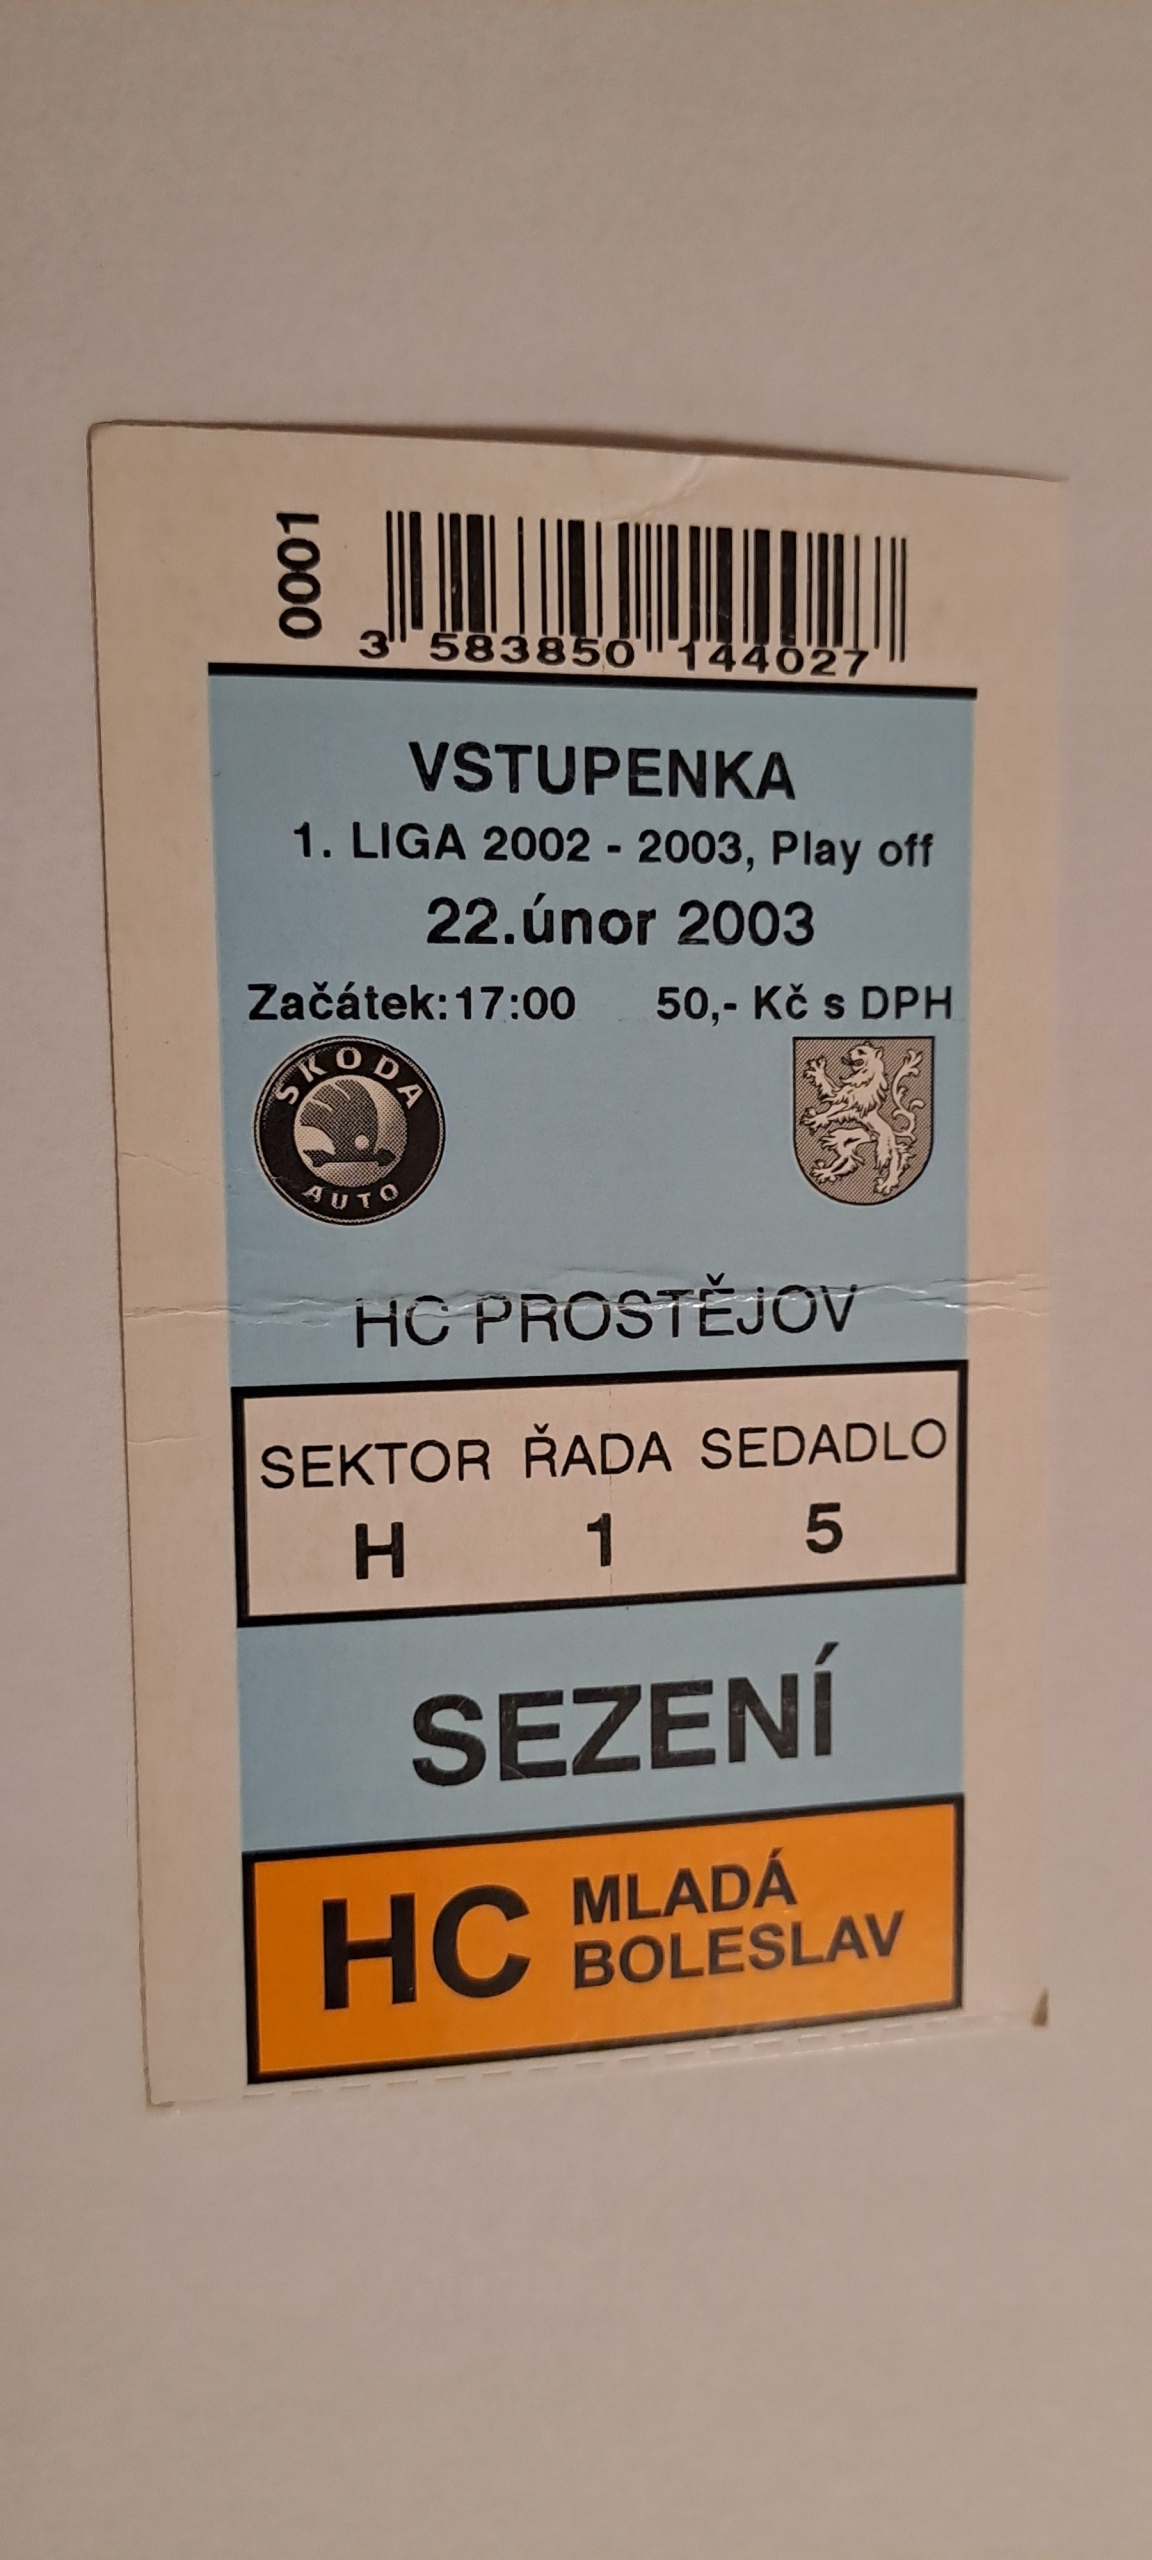 0001
3 583850 144027
VSTUPENKA
1. LIGA 2002 - 2003, Play off
22.únor 2003
Začátek:17:00 50,- Kč s DPH
ŠKODA
AUTO
HC PROSTĚJOV
SEKTOR ŘADA SEDADLO
H 1 5
SEZENÍ
HC MLADÁ
BOLESLAV